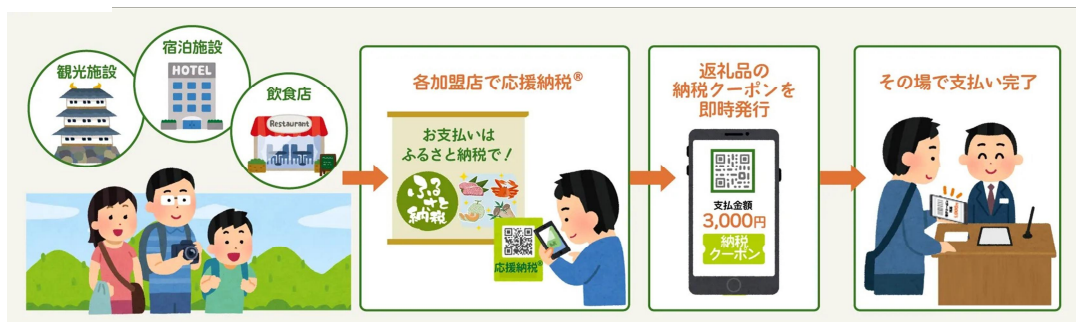 観光施設
宿泊施設
HOTEL
飲食店
Restaurant
各加盟店で応援納税®
お支払いは
ふるさと納税で！
ふるさと納税
応援納税®
返礼品の
納税クーポンを
即時発行
支払金額
3,000円
納税
クーポン
その場で支払い完了